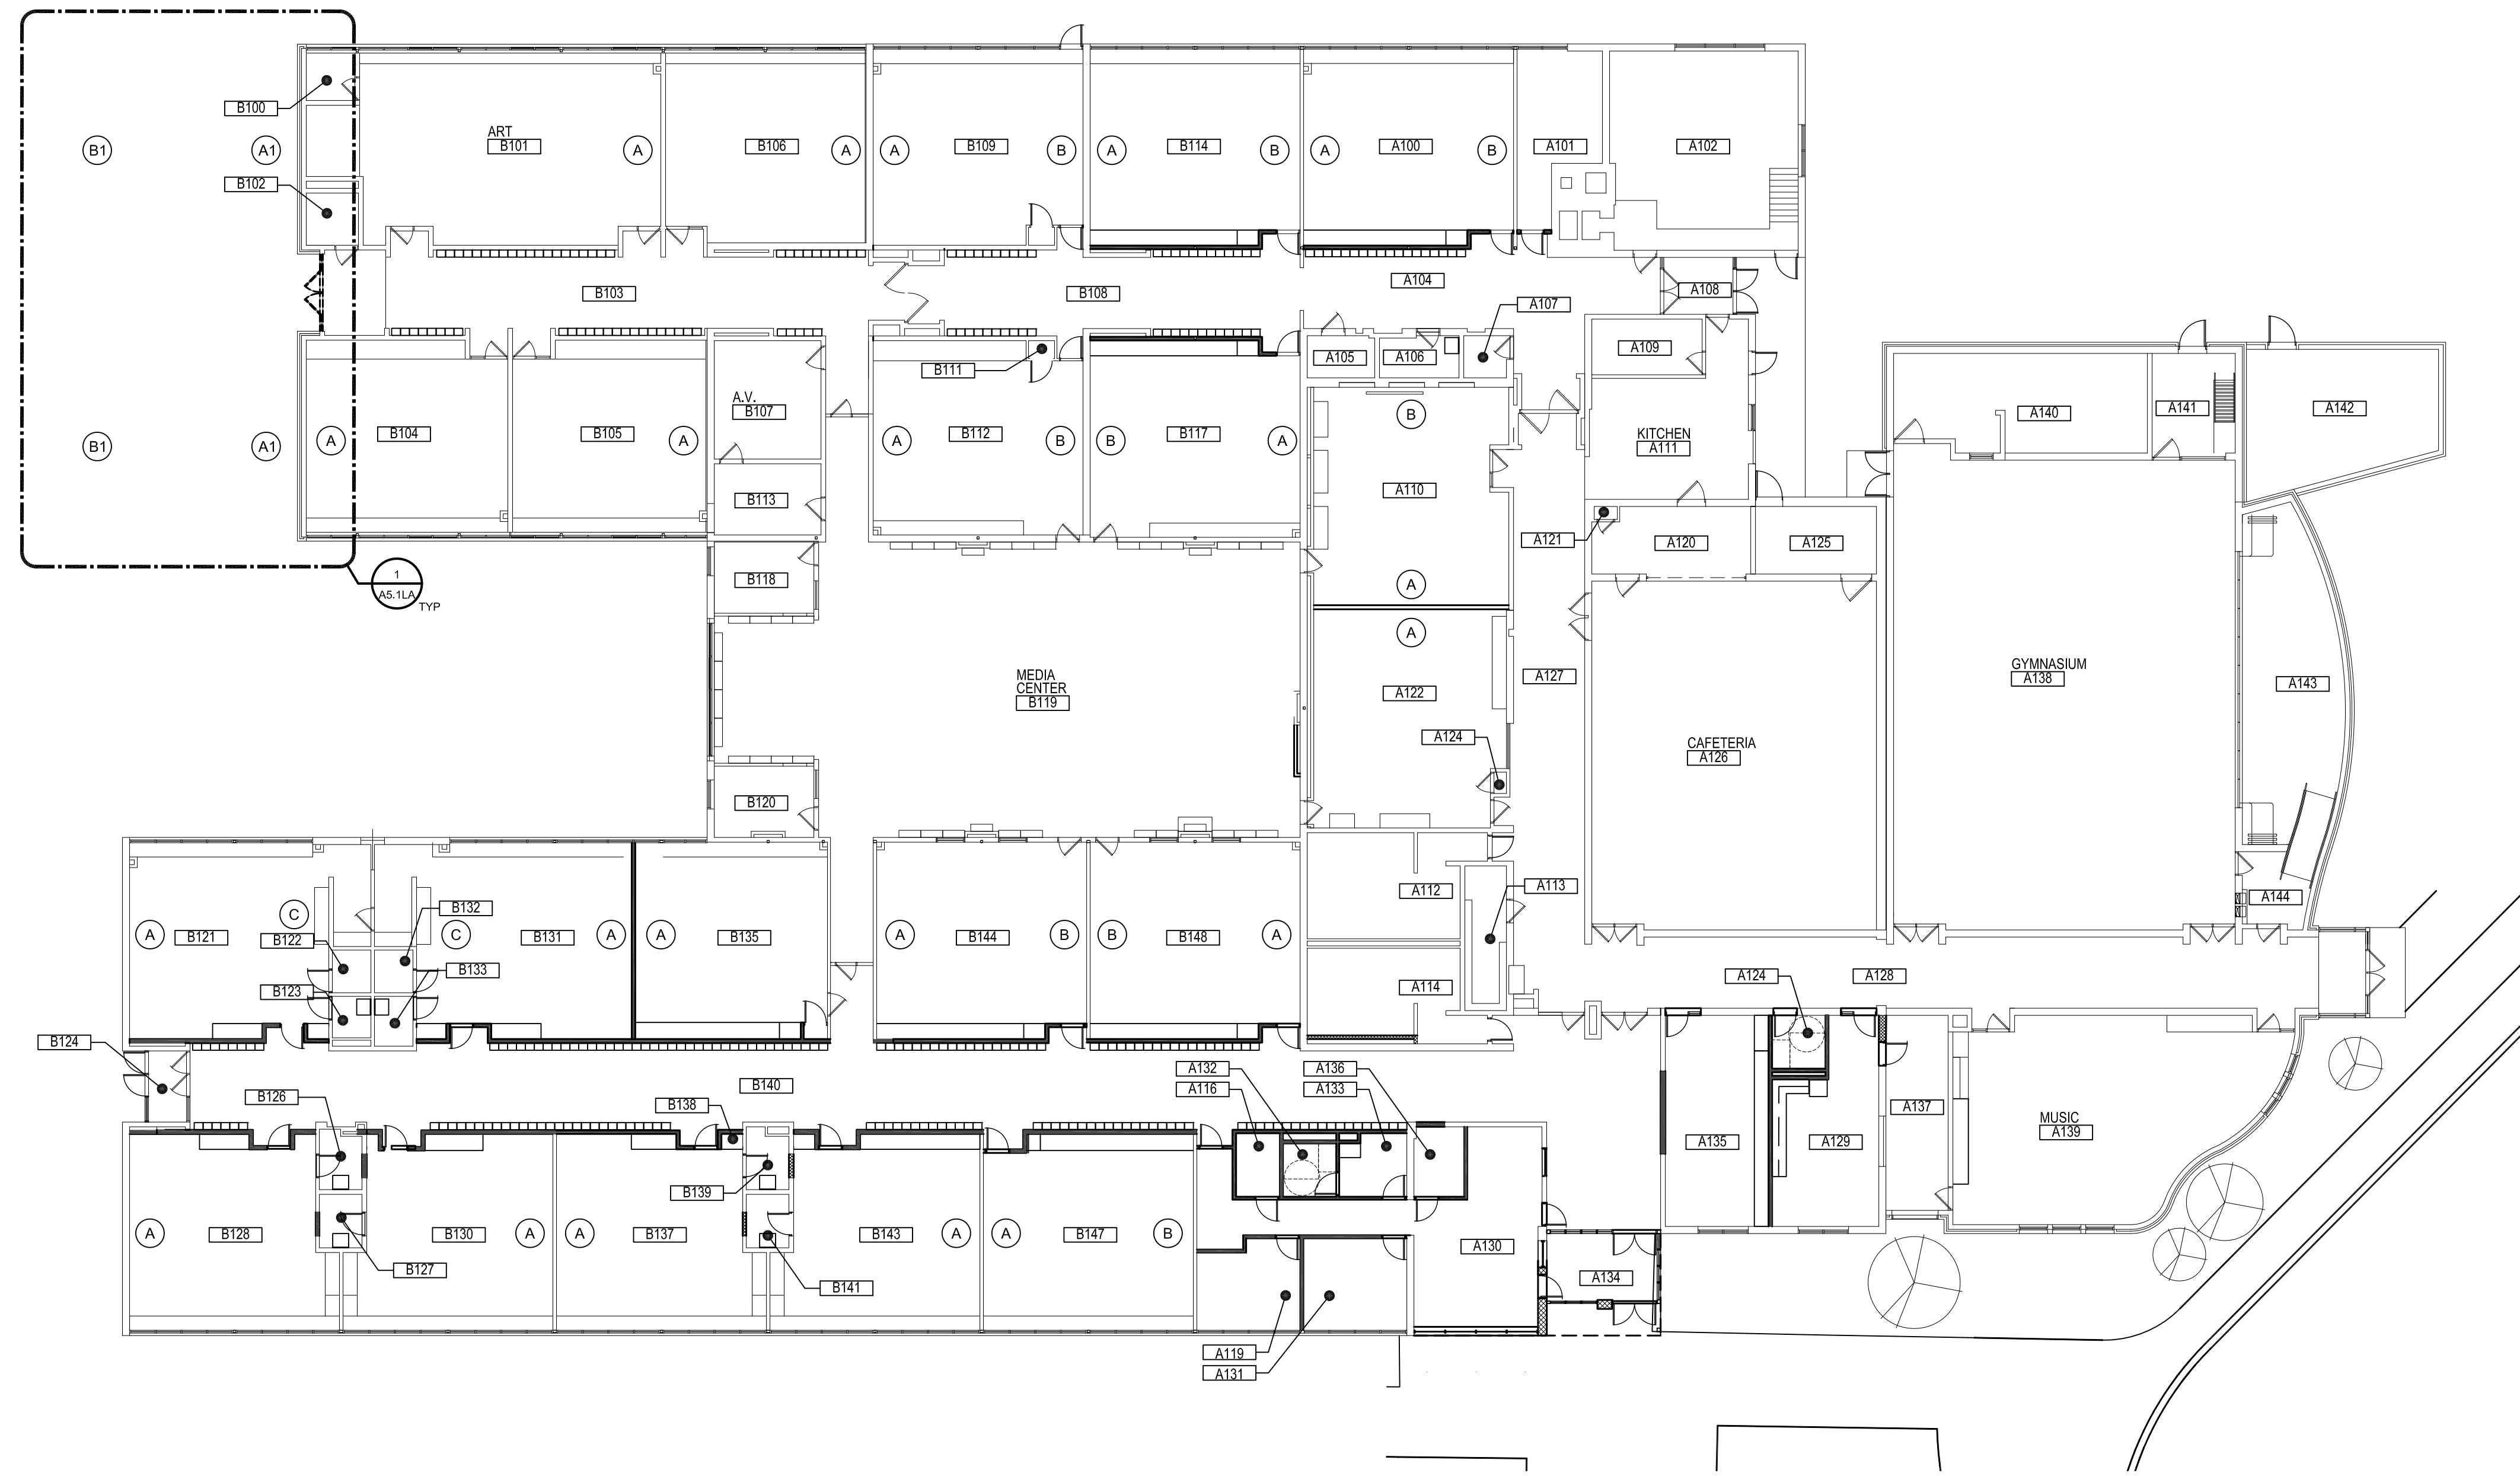 B100
B1
A1
ART
B101
A
B106
A
A
B109
B
A
B114
B
A
A100
B
A101
A102
B102
B103
B108
A104
A107
A108
A105
A106
A109
B111
A.V.
B107
B
A140
A141
A142
B1
A1
A
B104
B105
A
A
B112
B
B
B117
A
KITCHEN
A111
B113
A110
A121
A120
A125
B118
A
1
A5.1LA
TYP
A
MEDIA
CENTER
B119
A122
A127
GYMNASIUM
A138
A143
A124
CAFETERIA
A126
B120
A112
A113
A144
C
B132
A
B121
B122
C
B131
A
A
B135
A
B144
B
B
B148
A
B133
B123
A114
A124
A128
B124
B140
A132
A136
B126
B138
A116
A133
A137
MUSIC
A139
A135
A129
B139
A
B128
B130
A
A
B137
B143
A
A
B147
B
A130
B127
B141
A134
A119
A131